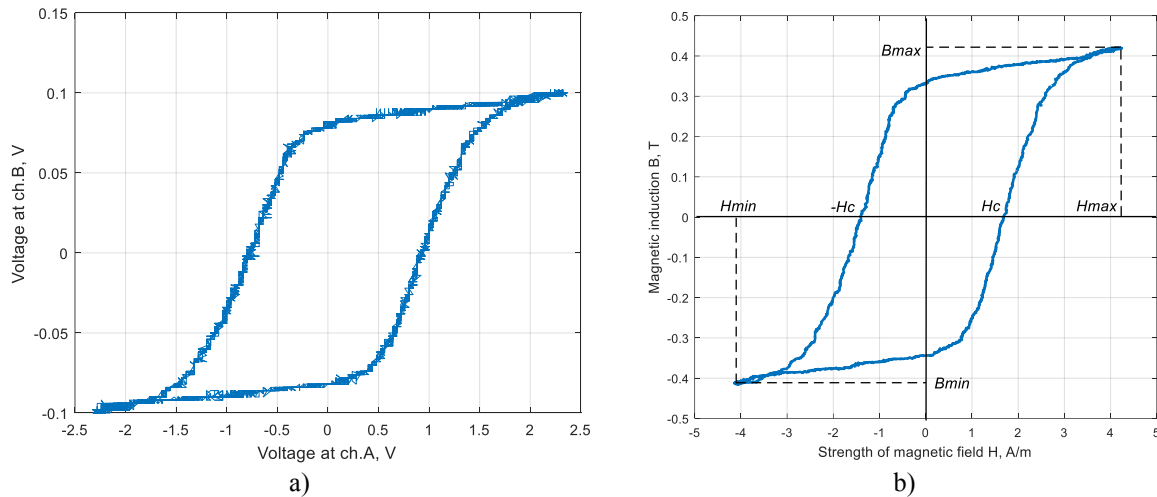 0.15
0.1
0.05
0
-0.05
-0.1
-2.5 -2 -1.5 -1 -0.5 0 0.5 1 1.5 2 2.5
Voltage at ch.B, V
Voltage at ch.A, V
a)
0.5
0.4
0.3
0.2
0.1
0
-0.1
-0.2
-0.3
-0.4
-0.5
-5 -4 -3 -2 -1 0 1 2 3 4 5
Magnetic induction B, T
Strength of magnetic field H, A/m
Bmax
Hmin
-Hc
Hc
Hmax
Bmin
b)